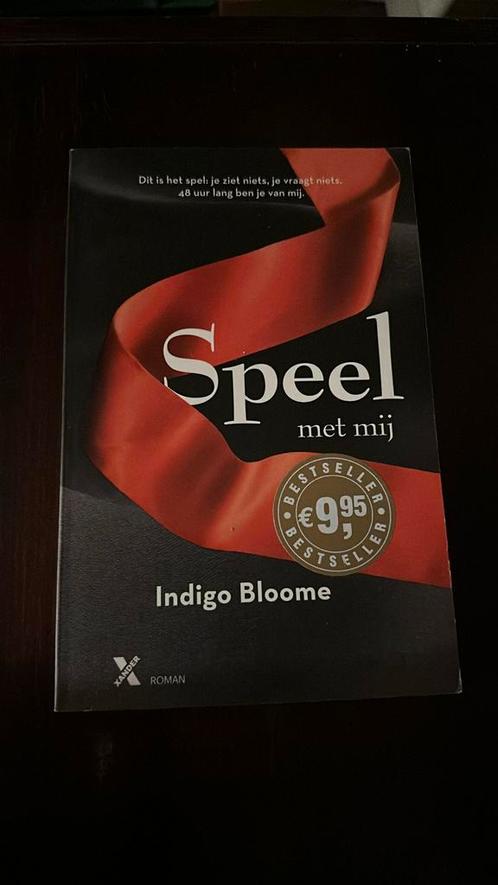 Dit is het spel: je ziet niets, je vraagt niets.
48 uur lang ben je van mij.
Speel
met mij
BESTSELLER
€9,95
BESTSELLER
Indigo Bloome
XANDER
ROMAN